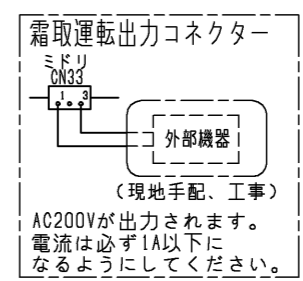 霜取運転出力コネクター
ミドリ
CN33
1 3
外部機器
(現地手配、工事)
AC200Vが出力されます。
電流は必ず1A以下に
なるようにしてください。